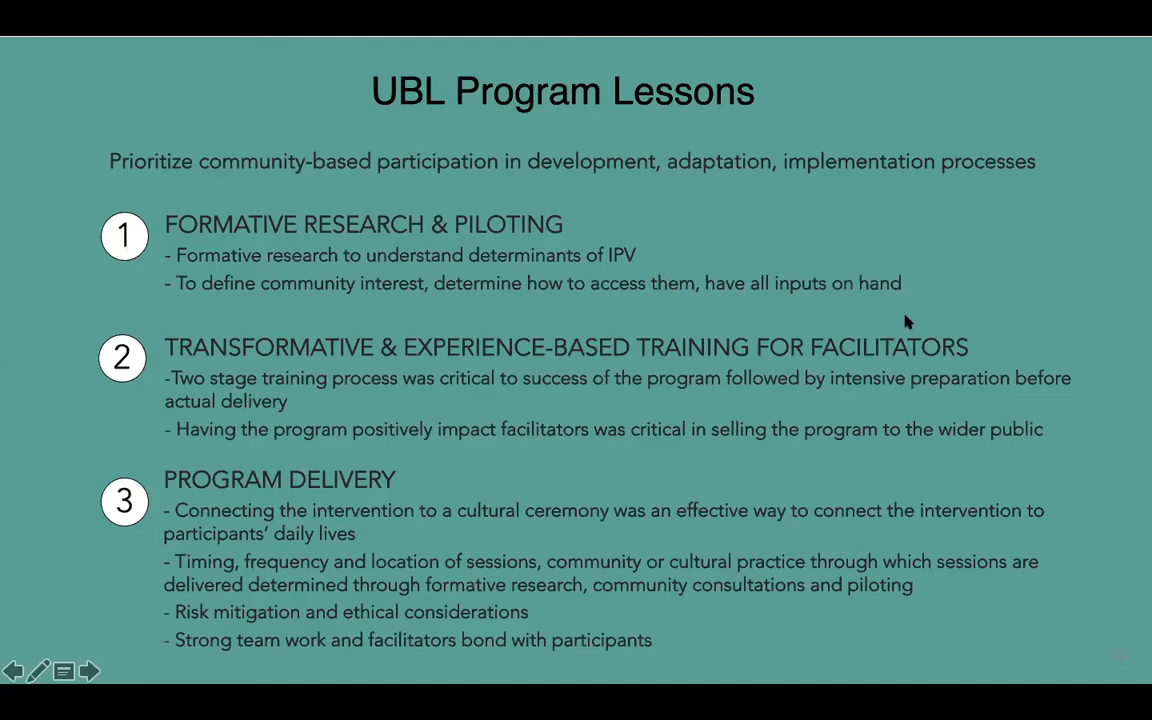 UBL Program Lessons
Prioritize community-based participation in development, adaptation, implementation processes
1
FORMATIVE RESEARCH & PILOTING
- Formative research to understand determinants of IPV
- To define community interest, determine how to access them, have all inputs on hand
2
TRANSFORMATIVE & EXPERIENCE-BASED TRAINING FOR FACILITATORS
-Two stage training process was critical to success of the program followed by intensive preparation before
actual delivery
- Having the program positively impact facilitators was critical in selling the program to the wider public
3
PROGRAM DELIVERY
- Connecting the intervention to a cultural ceremony was an effective way to connect the intervention to
participants’ daily lives
- Timing, frequency and location of sessions, community or cultural practice through which sessions are
delivered determined through formative research, community consultations and piloting
- Risk mitigation and ethical considerations
- Strong team work and facilitators bond with participants